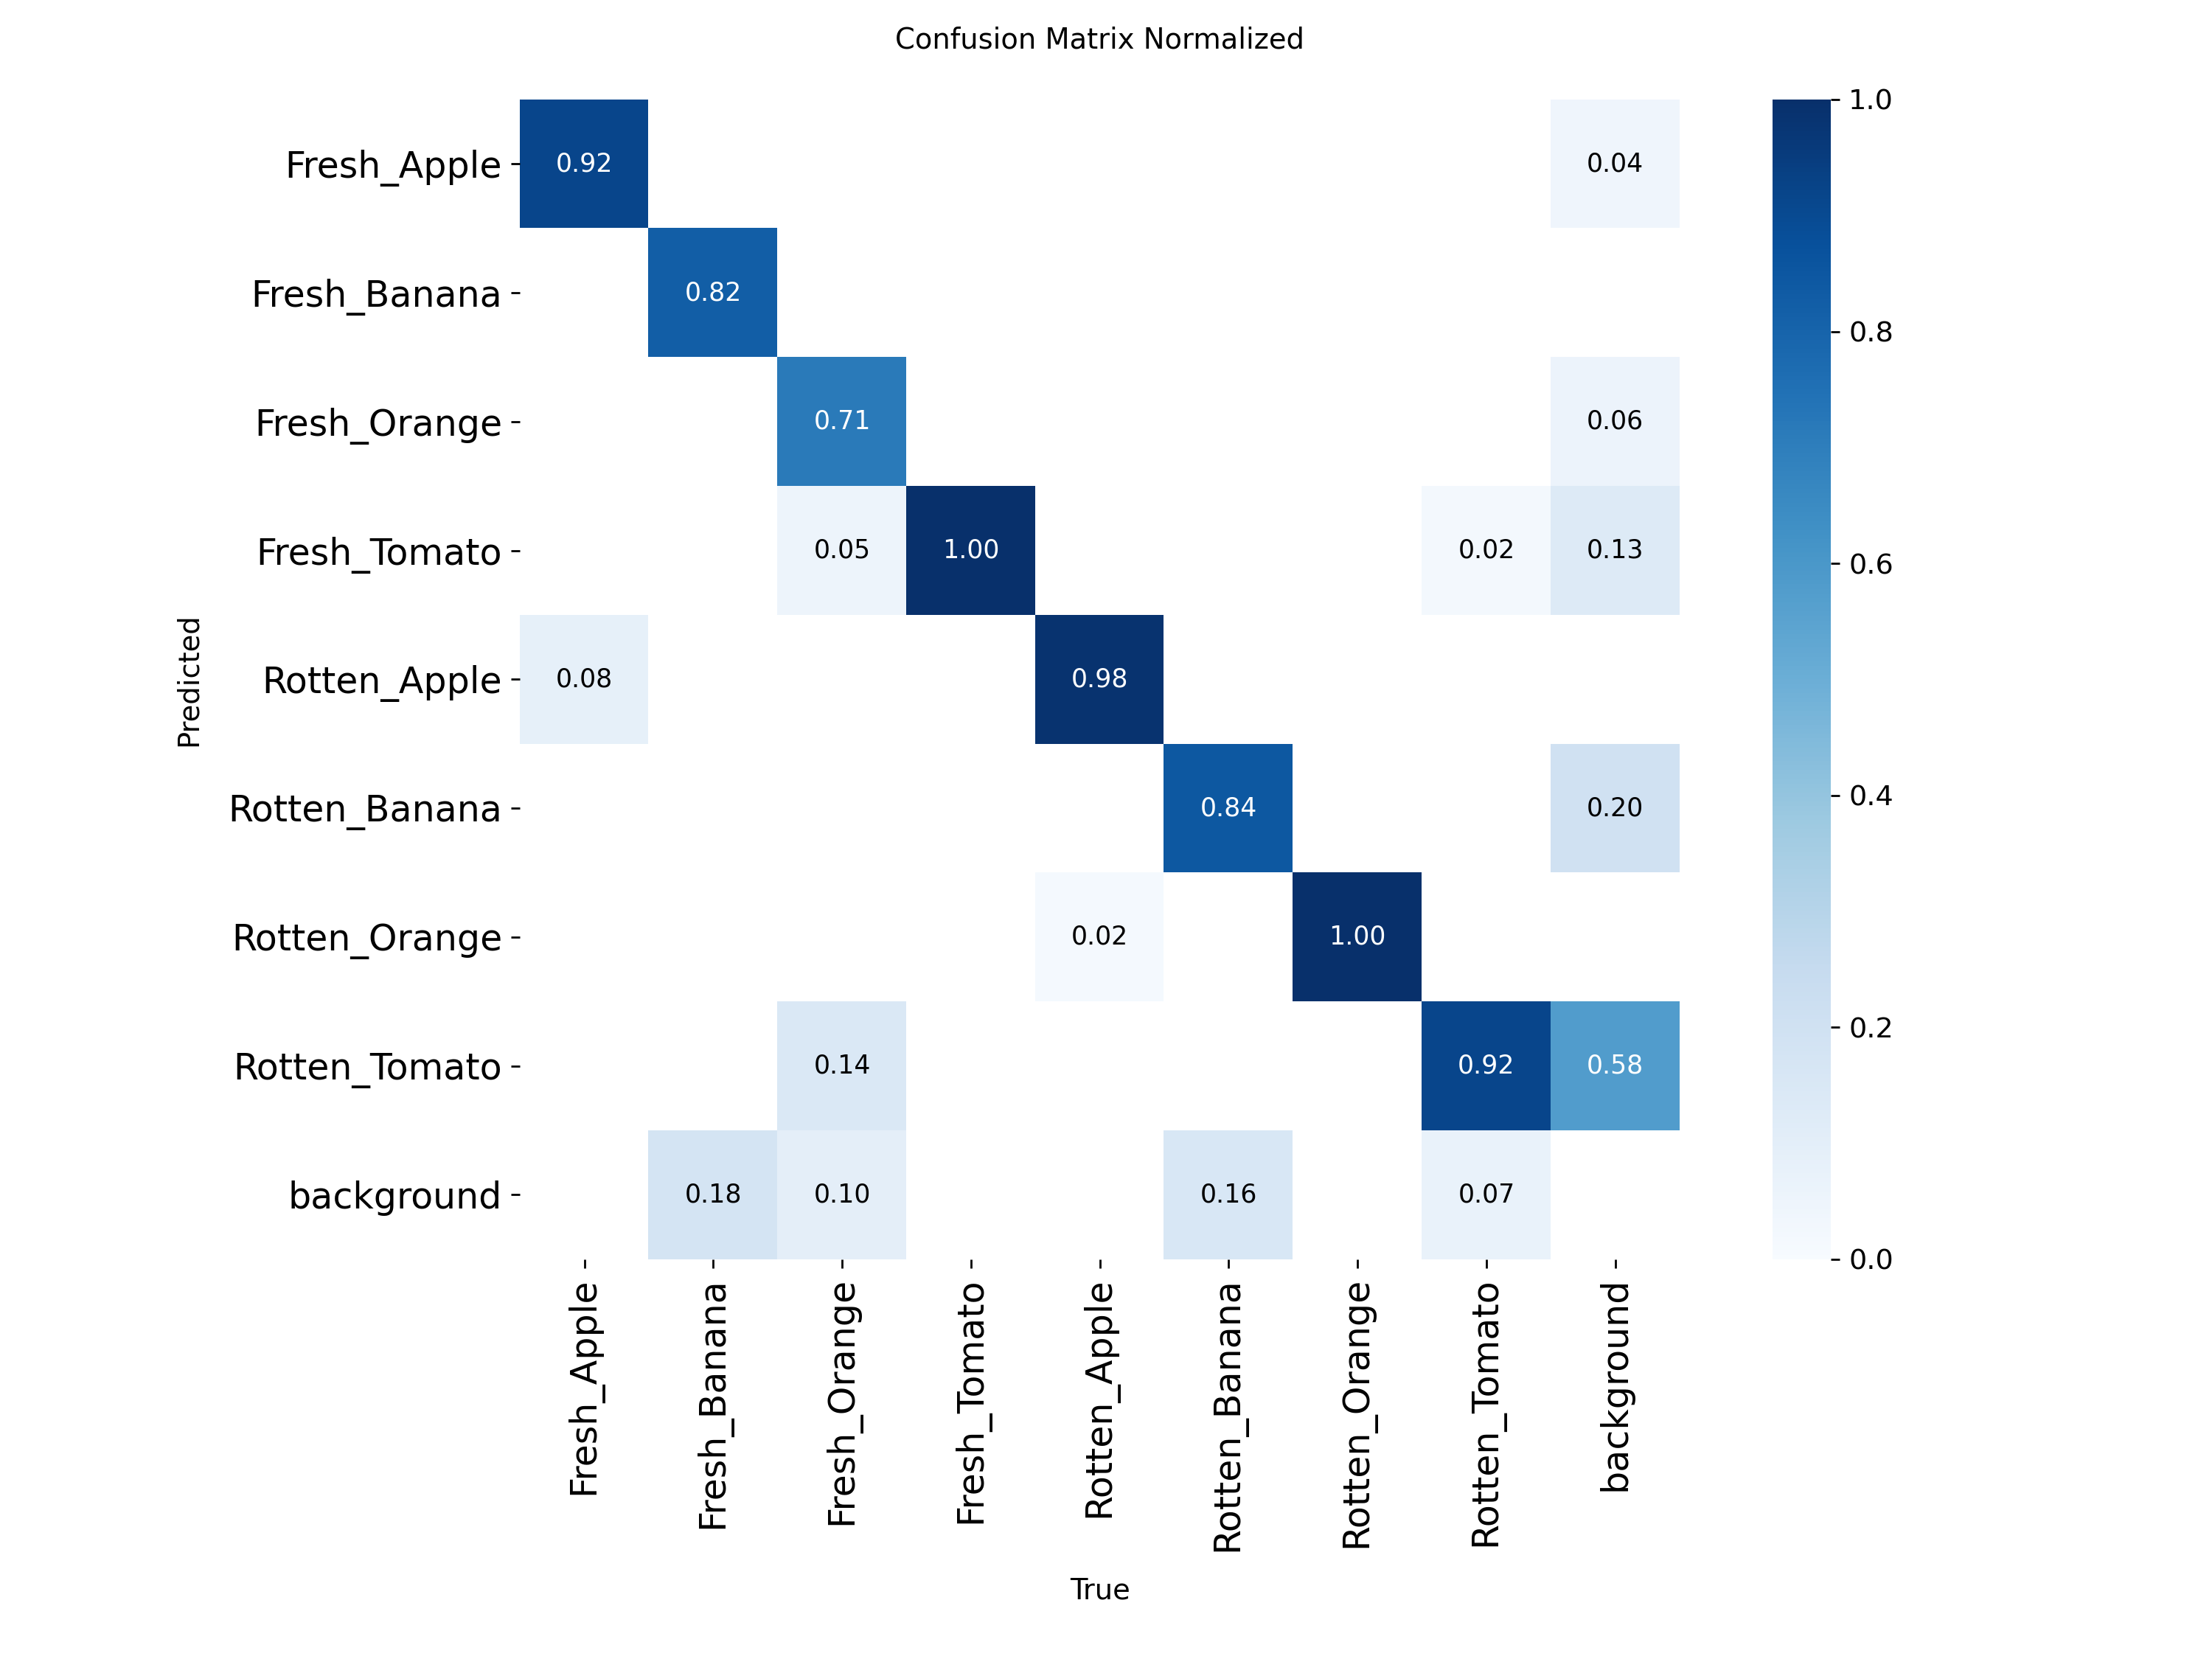 Confusion Matrix Normalized
Fresh_Apple 0.92 0.04
Fresh_Banana 0.82
Fresh_Orange 0.71 0.06
Fresh_Tomato 0.05 1.00 0.02 0.13
Rotten_Apple 0.08 0.98
Rotten_Banana 0.84 0.20
Rotten_Orange 0.02 1.00
Rotten_Tomato 0.14 0.92 0.58
background 0.18 0.10 0.16 0.07
Predicted
Fresh_Apple
Fresh_Banana
Fresh_Orange
Fresh_Tomato
Rotten_Apple
Rotten_Banana
Rotten_Orange
Rotten_Tomato
background
True
1.0
0.8
0.6
0.4
0.2
0.0